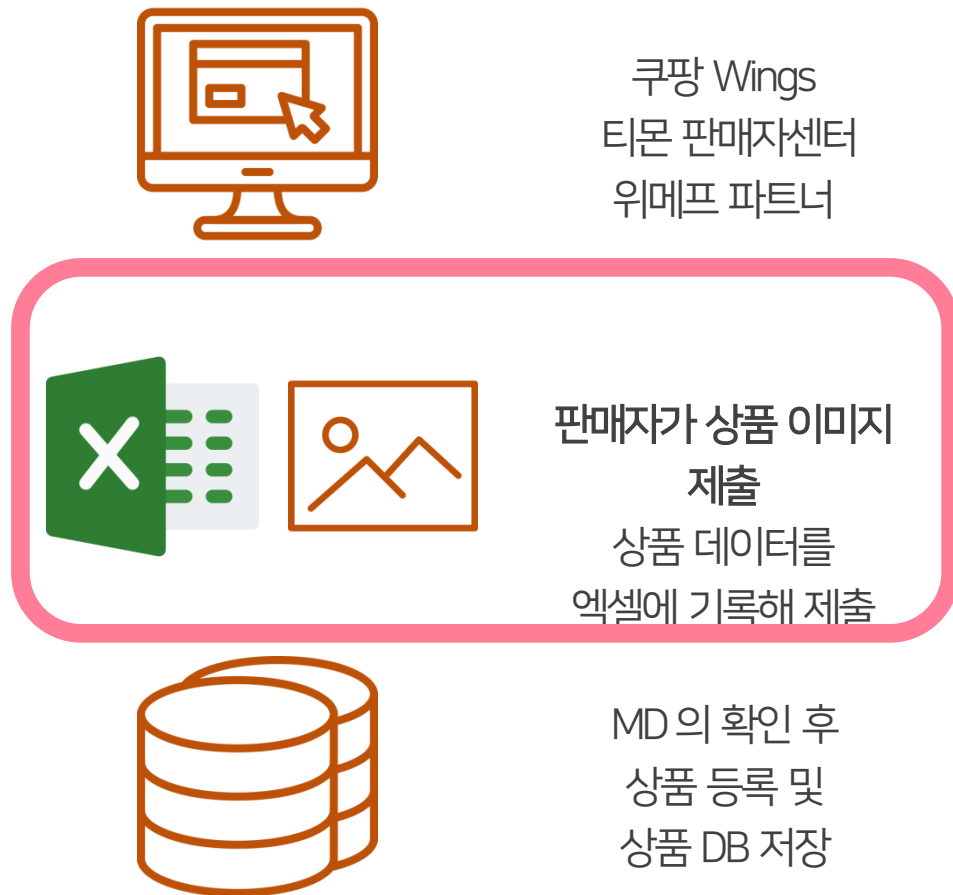 쿠팡 Wings
티몬 판매자센터
위메프 파트너
X
판매자가 상품 이미지
제출
상품 데이터를
엑셀에 기록해 제출
MD 의 확인 후
상품 등록 및
상품 DB 저장